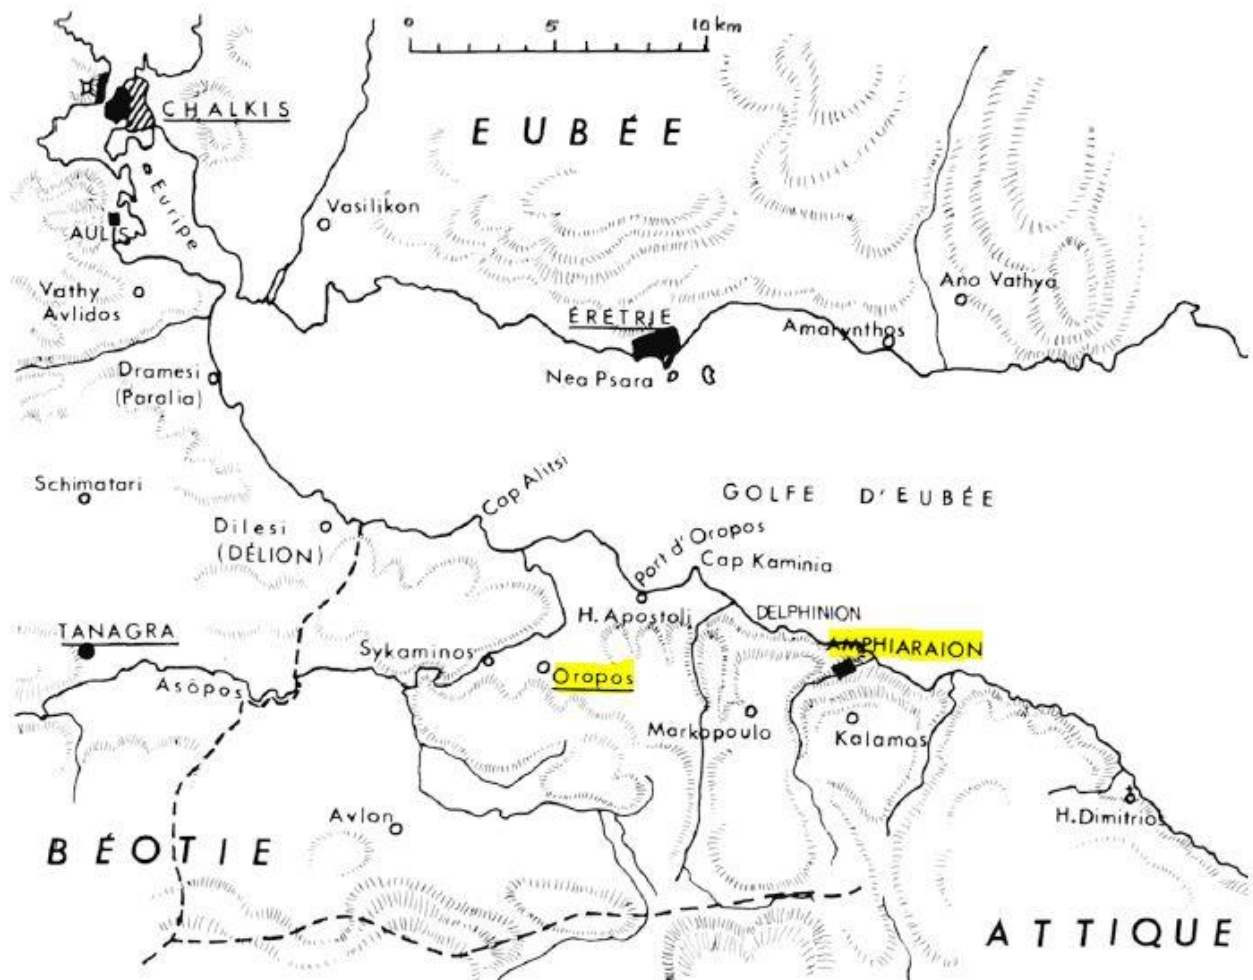 0 5 10 km
CHALKIS
EUBÉE
Euripe
Vasilikon
AULIS
Vathy
Avlidos
Ano Vathya
ÉRÉTRIE
Amarynthos
Nea Psara
Dramesi
(Paralia)
Schimatari
Cap Alitsi
GOLFE D'EUBÉE
Dilesi
(DÉLION)
Port d'Oropos
Cap Kaminia
H. Apostoli
DELPHINION
TANAGRA
AMPHIARAION
Sykaminos
Oropos
Asôpos
Markopoulo
Kalamos
Avlon
H. Dimitrios
BÉOTIE
ATTIQUE